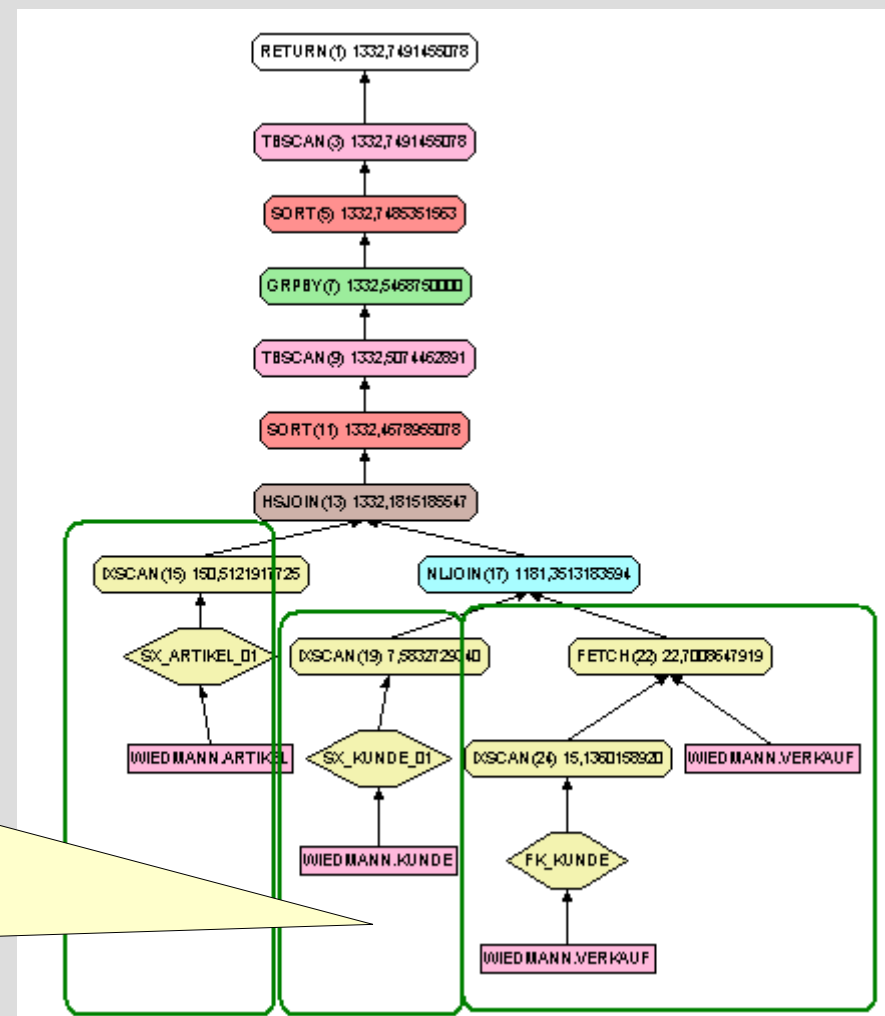 RETURN(1) 1332,7491455078
TBSCAN(3) 1332,7491455078
SORT(5) 1332,7485351563
GRPBY(7) 1332,5468750000
TBSCAN(9) 1332,5074462891
SORT(11) 1332,4678955078
HSJOIN(13) 1332,1815185547
IXSCAN(15) 150,5121917725
NLJOIN(17) 1181,3513183594
SX_ARTIKEL_01
IXSCAN(19) 7,5832729340
FETCH(22) 22,7008647919
WIEDMANN.ARTIKEL
SX_KUNDE_01
IXSCAN(24) 15,1360158920
WIEDMANN.VERKAUF
WIEDMANN.KUNDE
FK_KUNDE
WIEDMANN.VERKAUF